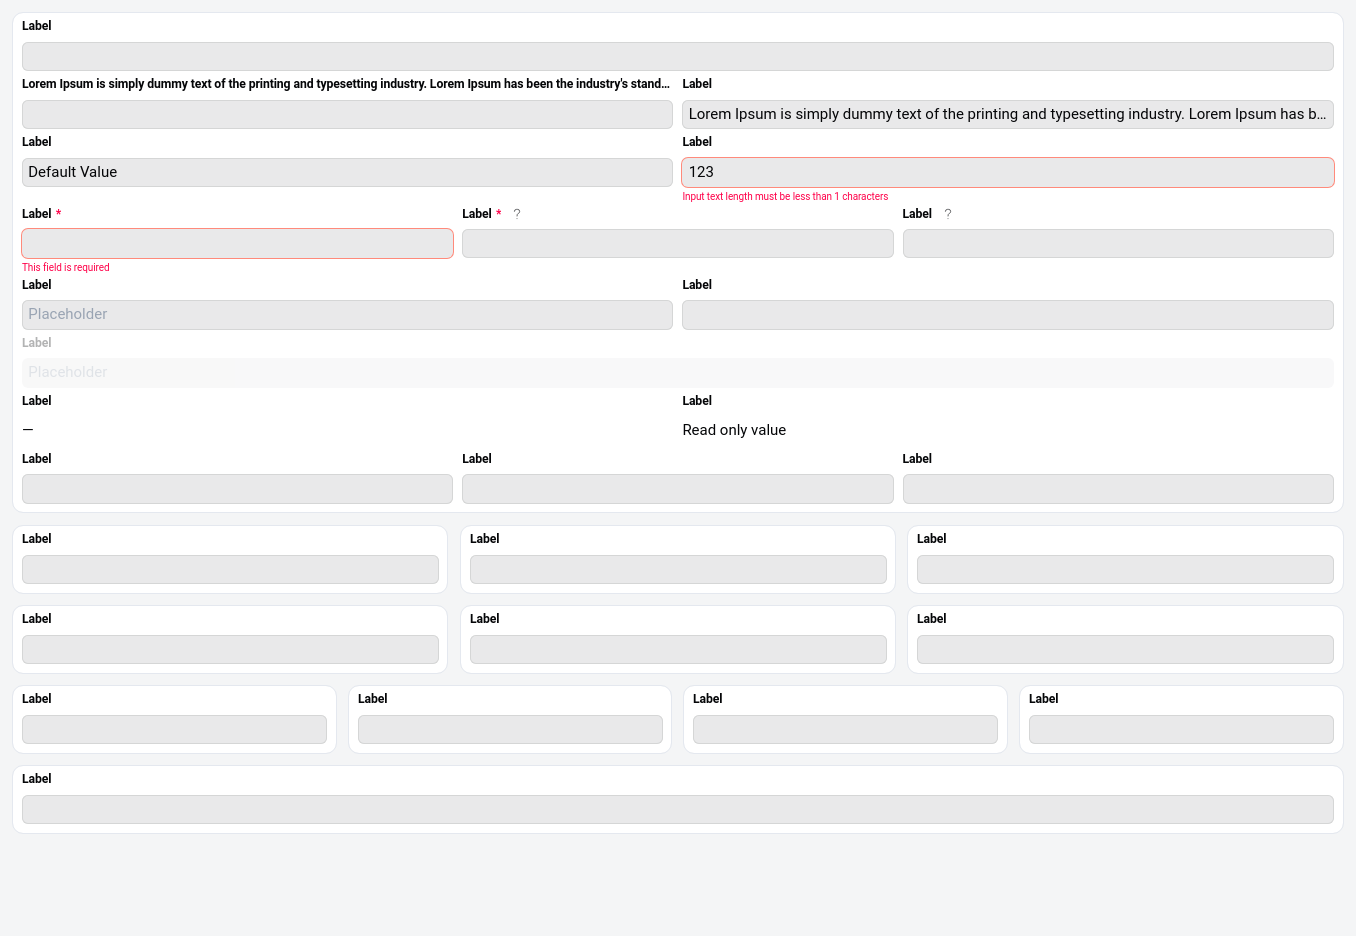 Label
Lorem Ipsum is simply dummy text of the printing and typesetting industry. Lorem Ipsum has been the industry's stand...
Label
Lorem Ipsum is simply dummy text of the printing and typesetting industry. Lorem Ipsum has b...
Label
Label
Default Value
123
Input text length must be less than 1 characters
Label *
Label * ?
Label ?
This field is required
Label
Label
Placeholder
Label
Placeholder
Label
Label
—
Read only value
Label
Label
Label
Label
Label
Label
Label
Label
Label
Label
Label
Label
Label
Label